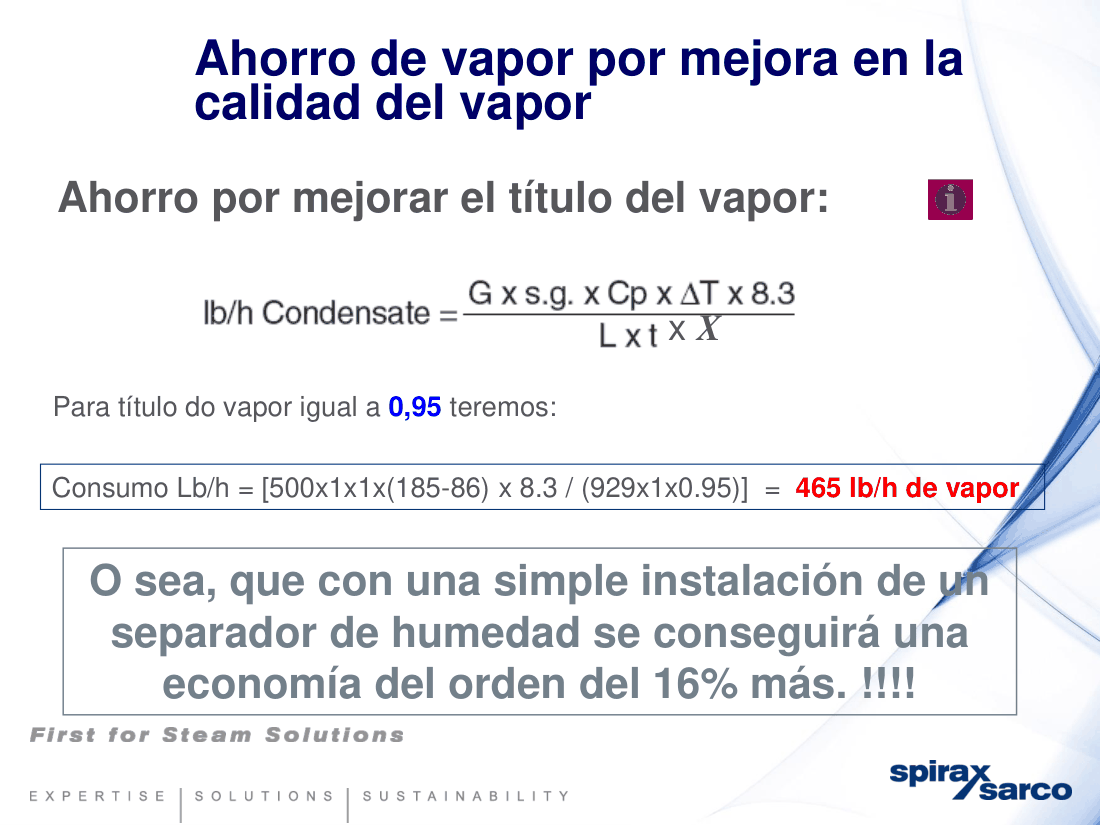 Ahorro de vapor por mejora en la
calidad del vapor
Ahorro por mejorar el título del vapor:
i
lb/h Condensate = G x s.g. x Cp x ΔT x 8.3
L x t x X
Para título do vapor igual a 0,95 teremos:
Consumo Lb/h = [500x1x1x(185-86) x 8.3 / (929x1x0.95)] = 465 lb/h de vapor
O sea, que con una simple instalación de un
separador de humedad se conseguirá una
economía del orden del 16% más. !!!!
First for Steam Solutions
EXPERTISE SOLUTIONS SUSTAINABILITY
spirax
sarco